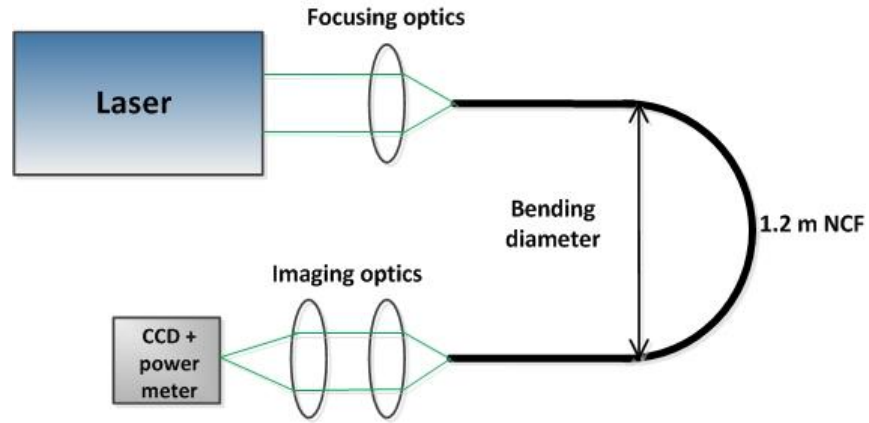 Focusing optics
Laser
Bending
diameter
1.2 m NCF
Imaging optics
CCD +
power
meter